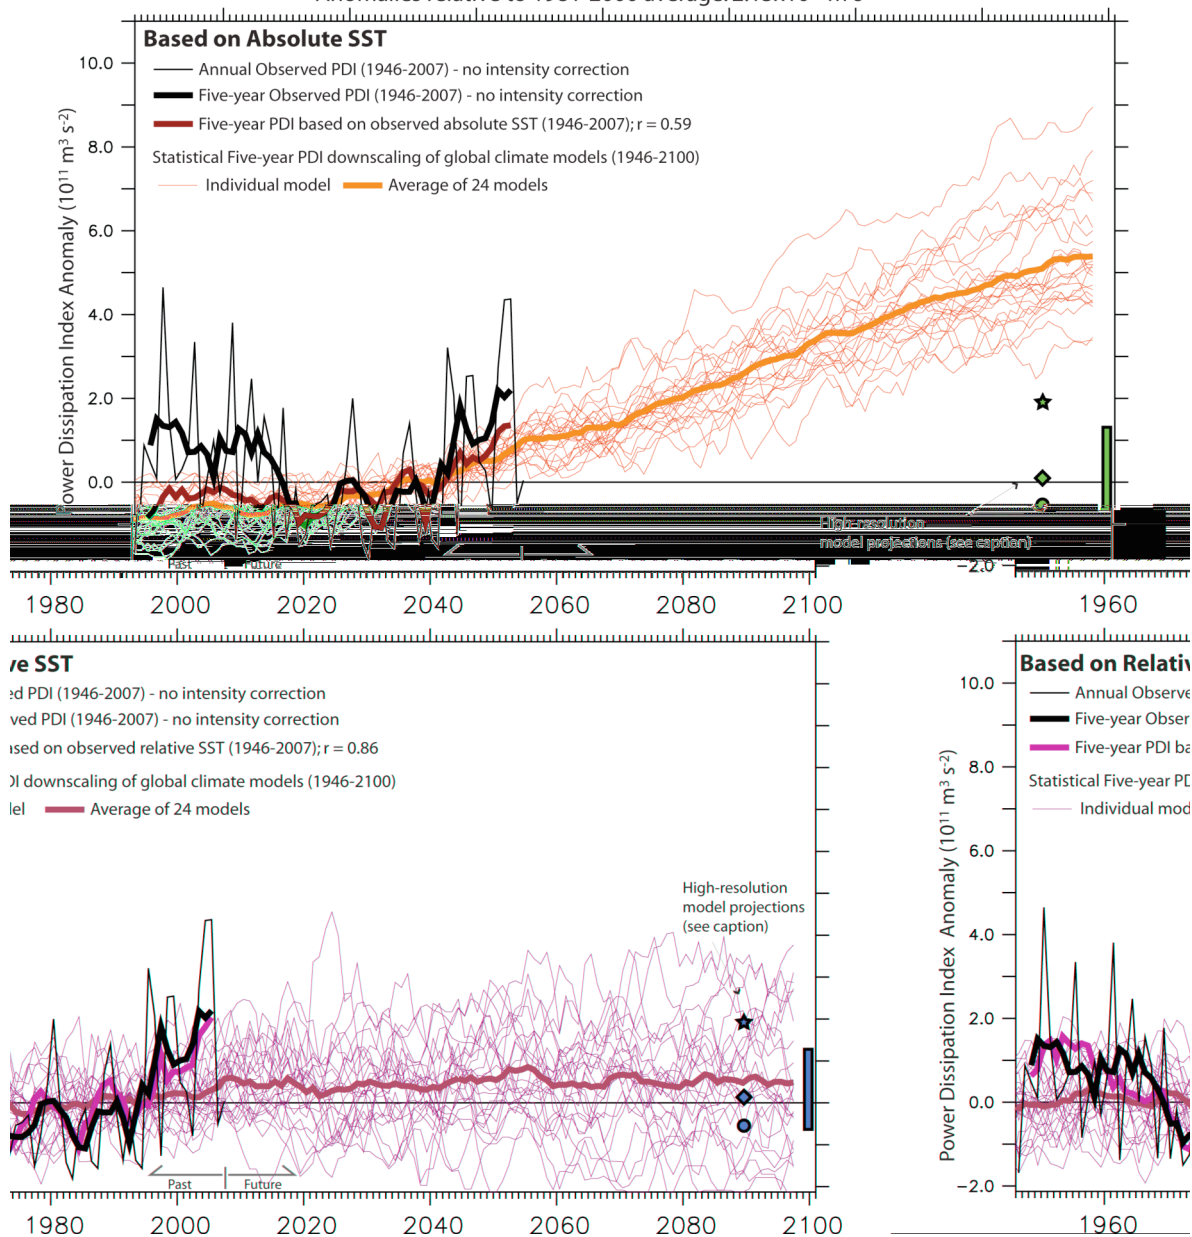 Based on Absolute SST
Annual Observed PDI (1946-2007) - no intensity correction
Five-year Observed PDI (1946-2007) - no intensity correction
Five-year PDI based on observed absolute SST (1946-2007); r = 0.59
Statistical Five-year PDI downscaling of global climate models (1946-2100)
Individual model Average of 24 models
10.0
8.0
6.0
4.0
2.0
0.0
Power Dissipation Index Anomaly (10¹¹ m³ s⁻²)
High-resolution
model projections (see caption)
Past Future
-2.0
1980 2000 2020 2040 2060 2080 2100 1960
ve SST
ed PDI (1946-2007) - no intensity correction
ved PDI (1946-2007) - no intensity correction
ased on observed relative SST (1946-2007); r = 0.86
DI downscaling of global climate models (1946-2100)
el Average of 24 models
High-resolution
model projections
(see caption)
Past Future
1980 2000 2020 2040 2060 2080 2100
Based on Relativ
Annual Observe
Five-year Obser
Five-year PDI ba
Statistical Five-year PD
Individual mod
10.0
8.0
6.0
4.0
2.0
0.0
-2.0
Power Dissipation Index Anomaly (10¹¹ m³ s⁻²)
1960